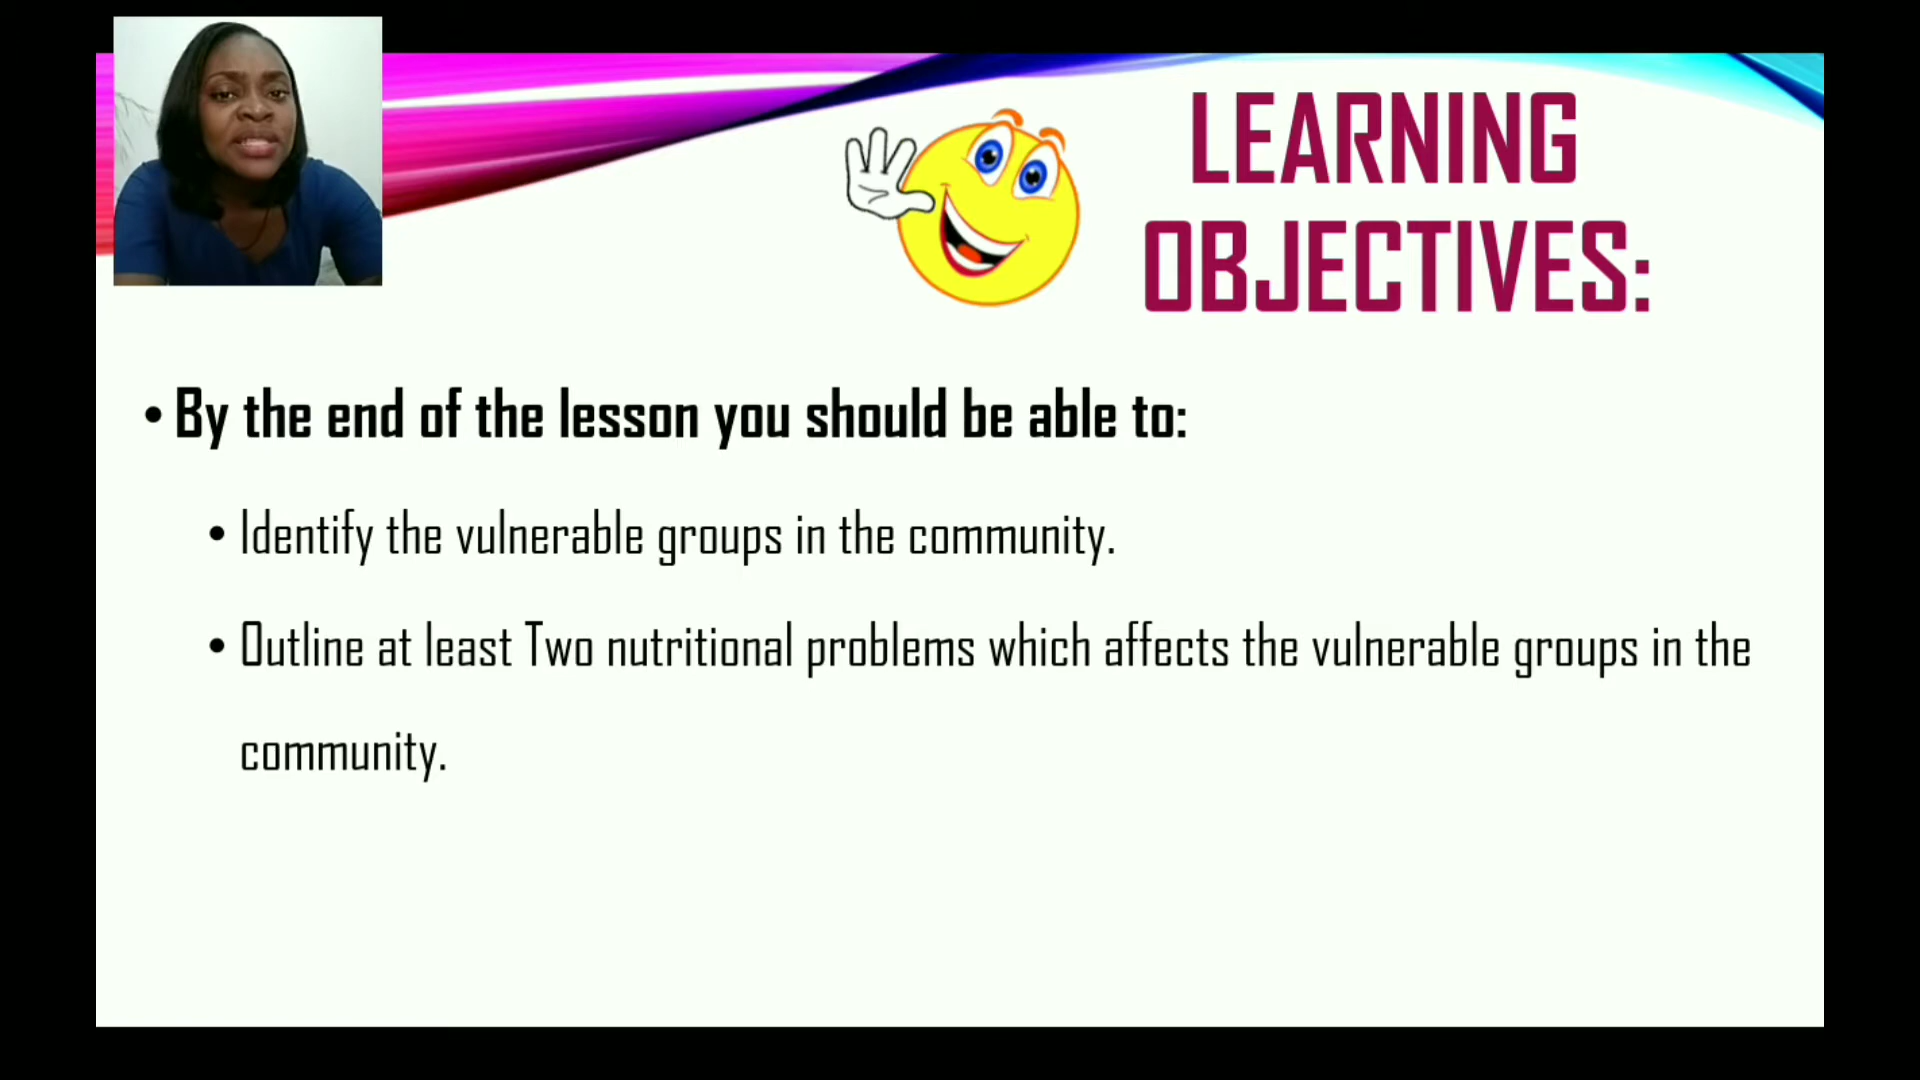 LEARNING
OBJECTIVES:
• By the end of the lesson you should be able to:
• Identify the vulnerable groups in the community.
• Outline at least Two nutritional problems which affects the vulnerable groups in the
community.